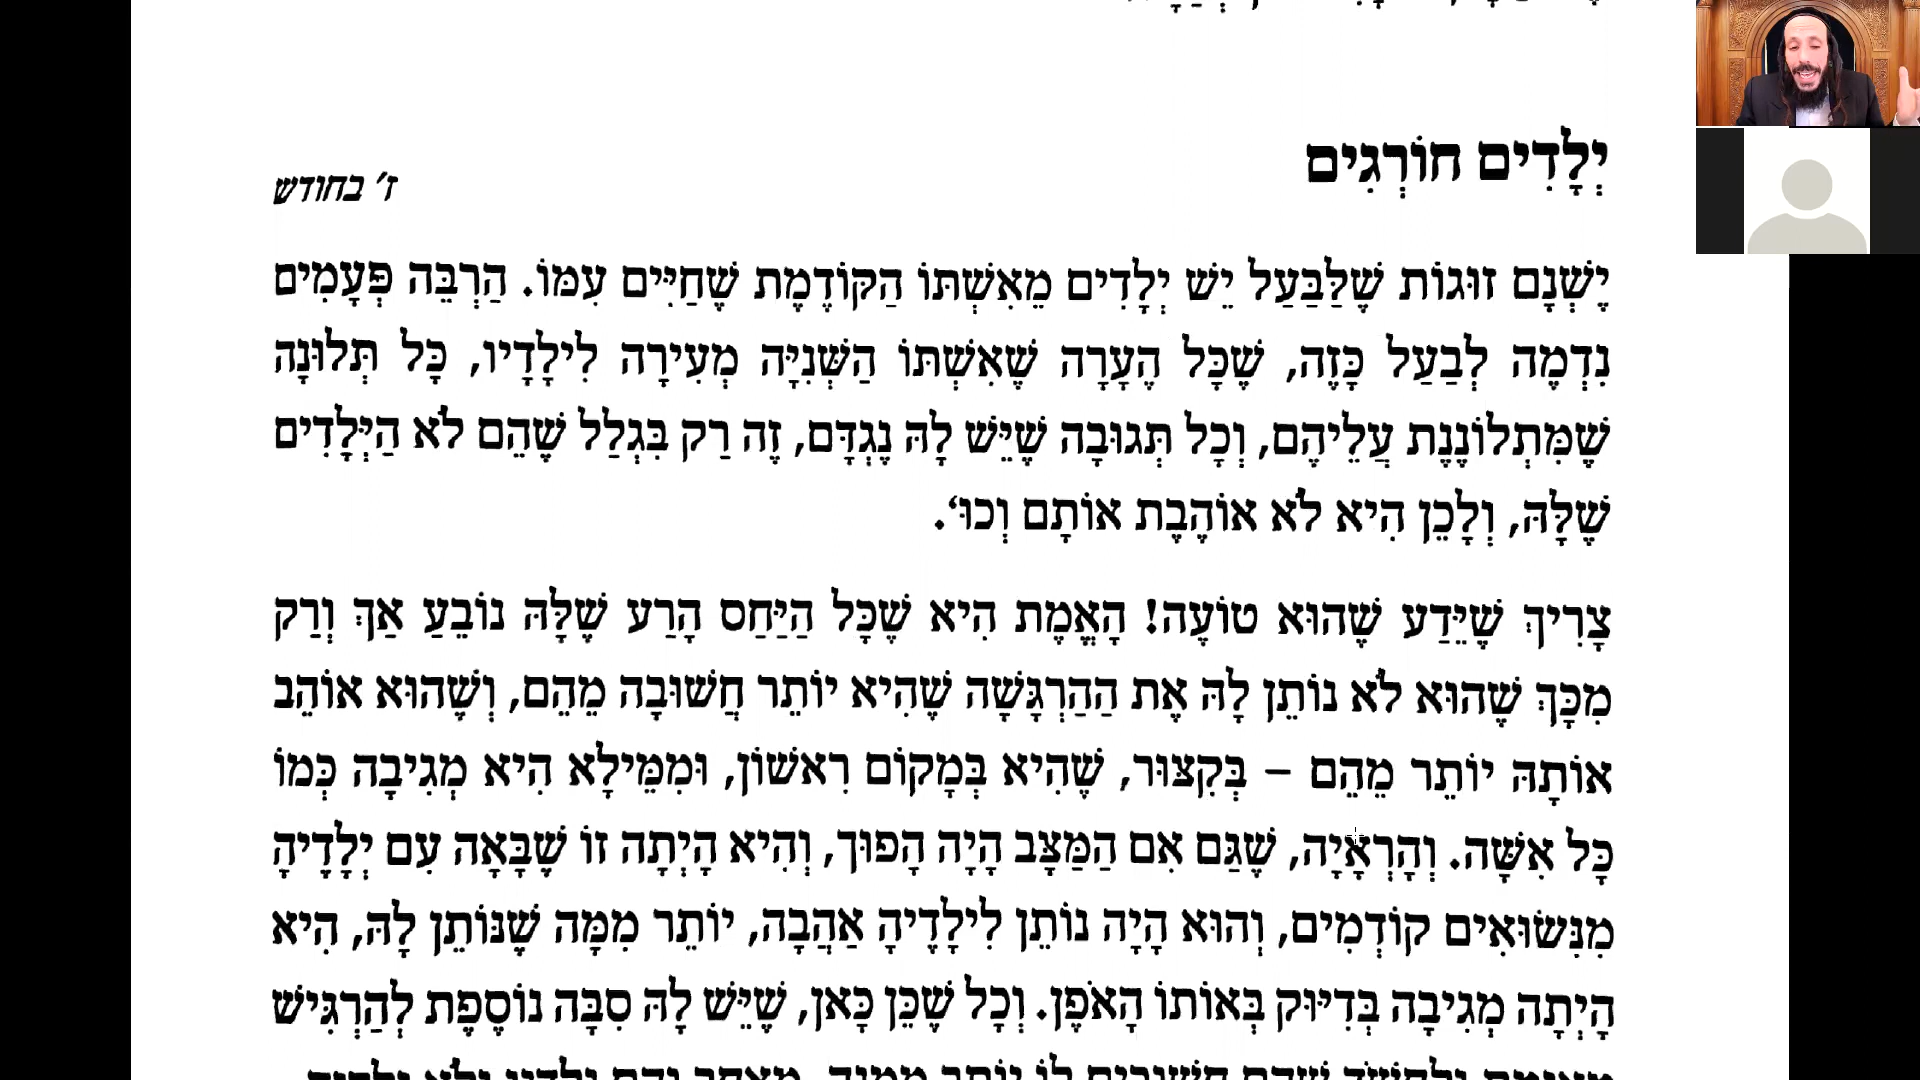 יְלָדִים חוֹרְגִים
ז' בחודש
יֶשְׁנָם זוּגוֹת שֶׁלַּבַּעַל יֵשׁ יְלָדִים מֵאִשְׁתּוֹ הַקּוֹדֶמֶת שֶׁחַיִּים עִמּוֹ. הַרְבֵּה פְּעָמִים
נִדְמֶה לְבַעַל כָּזֶה, שֶׁכָּל הֶעָרָה שֶׁאִשְׁתּוֹ הַשְּׁנִיָּה מְעִירָה לִילָדָיו, כָּל תְּלוּנָה
שֶׁמִּתְלוֹנֶנֶת עֲלֵיהֶם, וְכָל תְּגוּבָה שֶׁיֵּשׁ לָהּ נֶגְדָּם, זֶה רַק בִּגְלַל שֶׁהֵם לֹא הַיְּלָדִים
שֶׁלָּהּ, וְלָכֵן הִיא לֹא אוֹהֶבֶת אוֹתָם וְכוּ'.
צָרִיךְ שֶׁיֵּדַע שֶׁהוּא טוֹעֶה! הָאֱמֶת הִיא שֶׁכָּל הַיַּחַס הָרַע שֶׁלָּהּ נוֹבֵעַ אַךְ וְרַק
מִכָּךְ שֶׁהוּא לֹא נוֹתֵן לָהּ אֶת הַהַרְגָּשָׁה שֶׁהִיא יוֹתֵר חֲשׁוּבָה מֵהֵם, וְשֶׁהוּא אוֹהֵב
אוֹתָהּ יוֹתֵר מֵהֵם – בְּקִצּוּר, שֶׁהִיא בְּמָקוֹם רִאשׁוֹן, וּמִמֵּילָא הִיא מְגִיבָה כְּמוֹ
כָּל אִשָּׁה. וְהָרְאָיָה, שֶׁגַּם אִם הַמַּצָּב הָיָה הָפוּךְ, וְהִיא הָיְתָה זוֹ שֶׁבָּאָה עִם יְלָדֶיהָ
מִנִּשּׂוּאִים קוֹדְמִים, וְהוּא הָיָה נוֹתֵן לִילָדֶיהָ אַהֲבָה, יוֹתֵר מִמָּה שֶׁנּוֹתֵן לָהּ, הִיא
הָיְתָה מְגִיבָה בְּדִיּוּק בְּאוֹתוֹ הָאֹפֶן. וְכָל שֶׁכֵּן כָּאן, שֶׁיֵּשׁ לָהּ סִבָּה נוֹסֶפֶת לְהַרְגִּישׁ